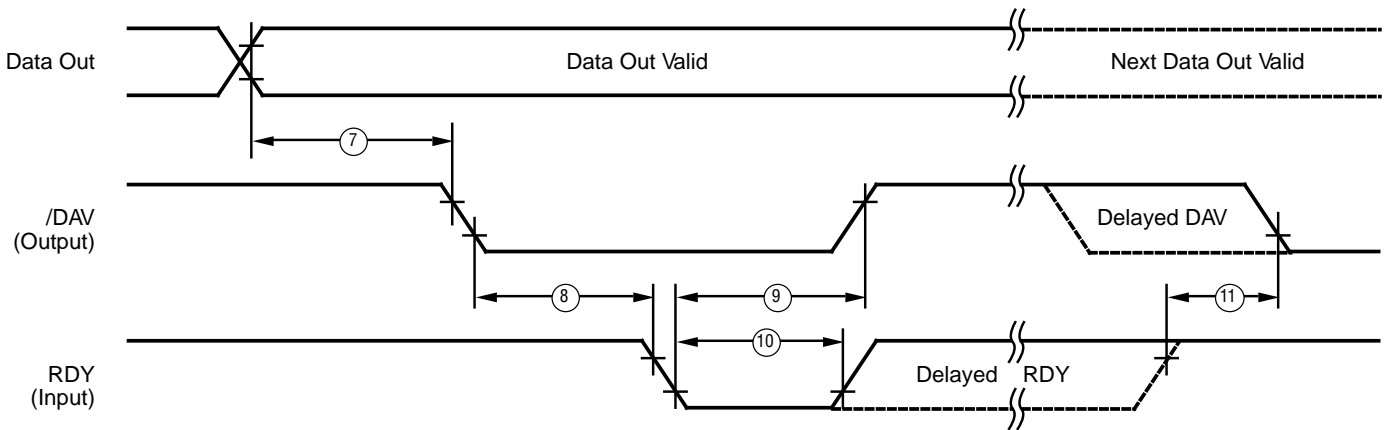 Data Out
Data Out Valid
Next Data Out Valid
7
/DAV
(Output)
Delayed DAV
8
9
11
10
RDY
(Input)
Delayed RDY